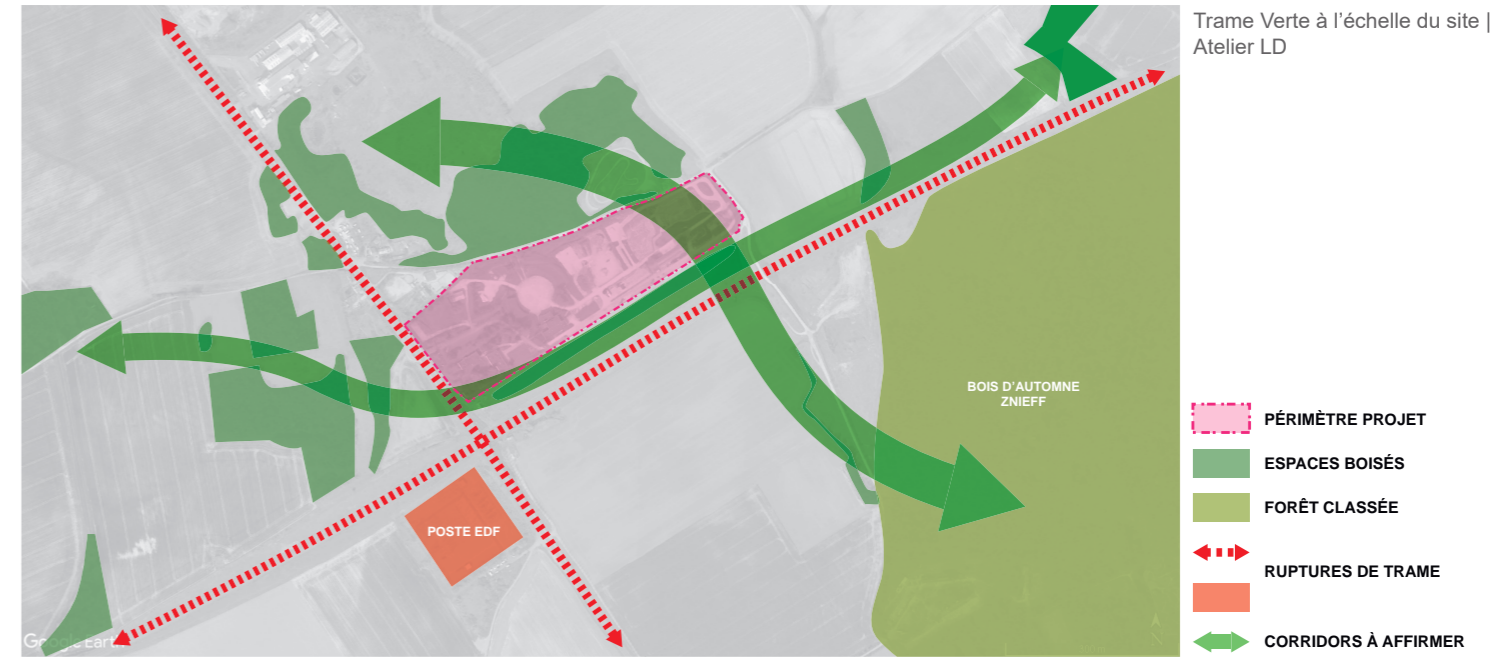 Trame Verte à l'échelle du site |
Atelier LD
BOIS D'AUTOMNE
ZNIEFF
POSTE EDF
PÉRIMÈTRE PROJET
ESPACES BOISÉS
FORÊT CLASSÉE
RUPTURES DE TRAME
CORRIDORS À AFFIRMER
Google Earth